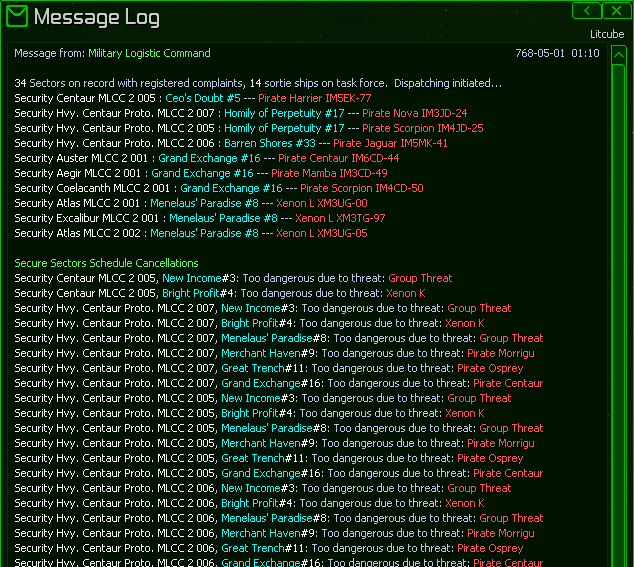 Message Log
Litcube
Message from: Military Logistic Command 768-05-01 01:10
34 Sectors on record with registered complaints, 14 sortie ships on task force. Dispatching initiated...
Security Centaur MLCC 2 005 : Ceo's Doubt #5 --- Pirate Harrier IM5EK-77
Security Hvy. Centaur Proto. MLCC 2 007 : Homily of Perpetuity #17 --- Pirate Nova IM3JD-24
Security Hvy. Centaur Proto. MLCC 2 005 : Homily of Perpetuity #17 --- Pirate Scorpion IM4JD-25
Security Hvy. Centaur Proto. MLCC 2 006 : Barren Shores #33 --- Pirate Jaguar IM5MK-41
Security Auster MLCC 2 001 : Grand Exchange #16 --- Pirate Centaur IM6CD-44
Security Aegir MLCC 2 001 : Grand Exchange #16 --- Pirate Mamba IM3CD-49
Security Coelacanth MLCC 2 001 : Grand Exchange #16 --- Pirate Scorpion IM4CD-50
Security Atlas MLCC 2 001 : Menelaus' Paradise #8 --- Xenon L XM3UG-00
Security Excalibur MLCC 2 001 : Menelaus' Paradise #8 --- Xenon L XM3TG-97
Security Atlas MLCC 2 002 : Menelaus' Paradise #8 --- Xenon L XM3UG-05
Secure Sectors Schedule Cancellations
Security Centaur MLCC 2 005, New Income#3: Too dangerous due to threat: Group Threat
Security Centaur MLCC 2 005, Bright Profit#4: Too dangerous due to threat: Xenon K
Security Hvy. Centaur Proto. MLCC 2 007, New Income#3: Too dangerous due to threat: Group Threat
Security Hvy. Centaur Proto. MLCC 2 007, Bright Profit#4: Too dangerous due to threat: Xenon K
Security Hvy. Centaur Proto. MLCC 2 007, Menelaus' Paradise#8: Too dangerous due to threat: Group Threat
Security Hvy. Centaur Proto. MLCC 2 007, Merchant Haven#9: Too dangerous due to threat: Pirate Morrigu
Security Hvy. Centaur Proto. MLCC 2 007, Great Trench#11: Too dangerous due to threat: Pirate Osprey
Security Hvy. Centaur Proto. MLCC 2 007, Grand Exchange#16: Too dangerous due to threat: Pirate Centaur
Security Hvy. Centaur Proto. MLCC 2 005, New Income#3: Too dangerous due to threat: Group Threat
Security Hvy. Centaur Proto. MLCC 2 005, Bright Profit#4: Too dangerous due to threat: Xenon K
Security Hvy. Centaur Proto. MLCC 2 005, Menelaus' Paradise#8: Too dangerous due to threat: Group Threat
Security Hvy. Centaur Proto. MLCC 2 005, Merchant Haven#9: Too dangerous due to threat: Pirate Morrigu
Security Hvy. Centaur Proto. MLCC 2 005, Great Trench#11: Too dangerous due to threat: Pirate Osprey
Security Hvy. Centaur Proto. MLCC 2 005, Grand Exchange#16: Too dangerous due to threat: Pirate Centaur
Security Hvy. Centaur Proto. MLCC 2 006, New Income#3: Too dangerous due to threat: Group Threat
Security Hvy. Centaur Proto. MLCC 2 006, Bright Profit#4: Too dangerous due to threat: Xenon K
Security Hvy. Centaur Proto. MLCC 2 006, Menelaus' Paradise#8: Too dangerous due to threat: Group Threat
Security Hvy. Centaur Proto. MLCC 2 006, Merchant Haven#9: Too dangerous due to threat: Pirate Morrigu
Security Hvy. Centaur Proto. MLCC 2 006, Great Trench#11: Too dangerous due to threat: Pirate Osprey
Security Hvy. Centaur Proto. MLCC 2 006, Grand Exchange#16: Too dangerous due to threat: Pirate Centaur